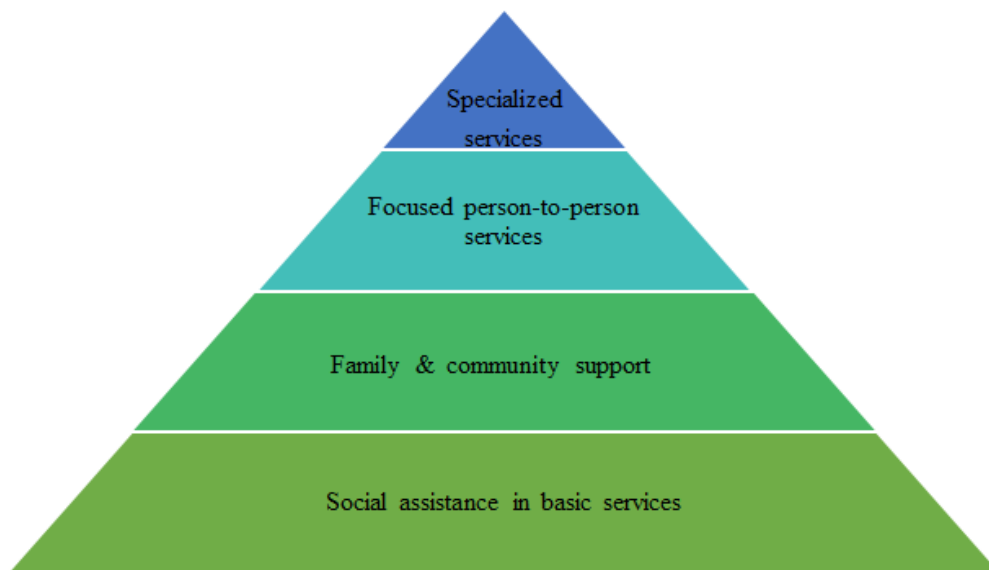 Specialized
services
Focused person-to-person
services
Family & community support
Social assistance in basic services